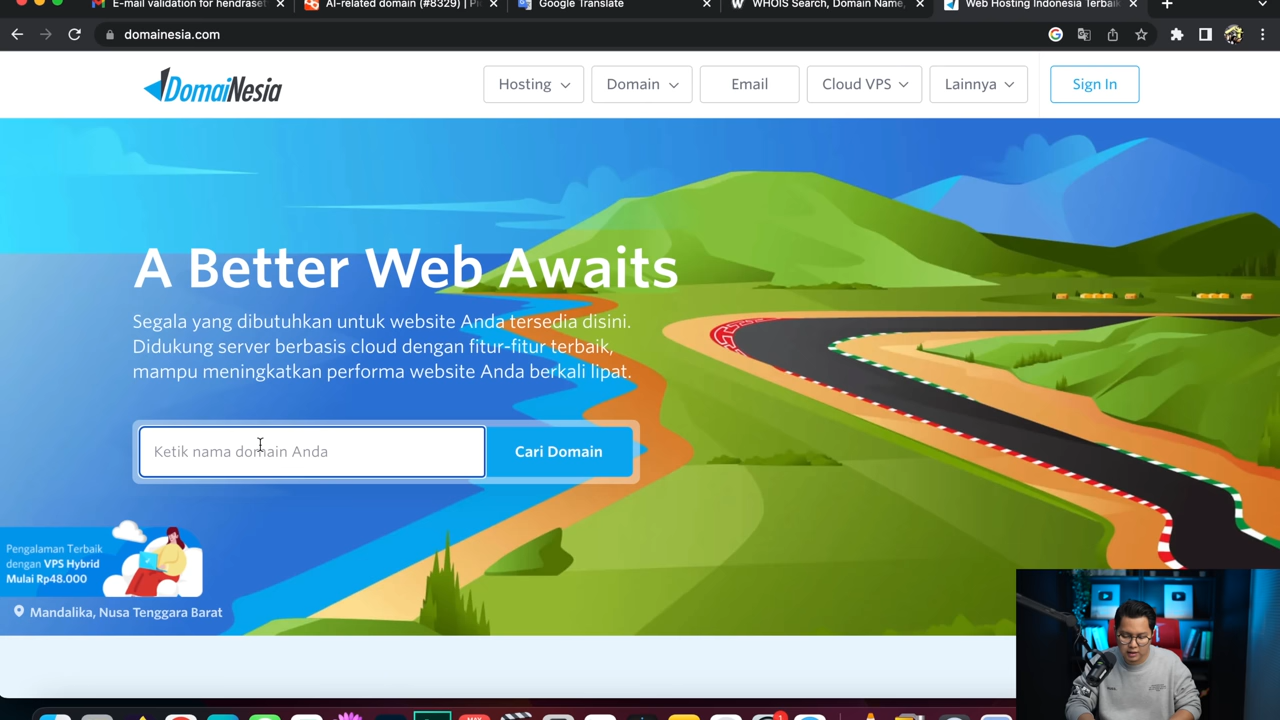 E-mail validation for hendraset
AI-related domain (#8329) | Pi
Google Translate
WHOIS Search, Domain Name,
Web Hosting Indonesia Terbaik
domainesia.com
DomaiNesia
Hosting
Domain
Email
Cloud VPS
Lainnya
Sign In
A Better Web Awaits
Segala yang dibutuhkan untuk website Anda tersedia disini.
Didukung server berbasis cloud dengan fitur-fitur terbaik,
mampu meningkatkan performa website Anda berkali lipat.
Ketik nama domain Anda
Cari Domain
Pengalaman Terbaik
dengan VPS Hybrid
Mulai Rp48.000
Mandalika, Nusa Tenggara Barat